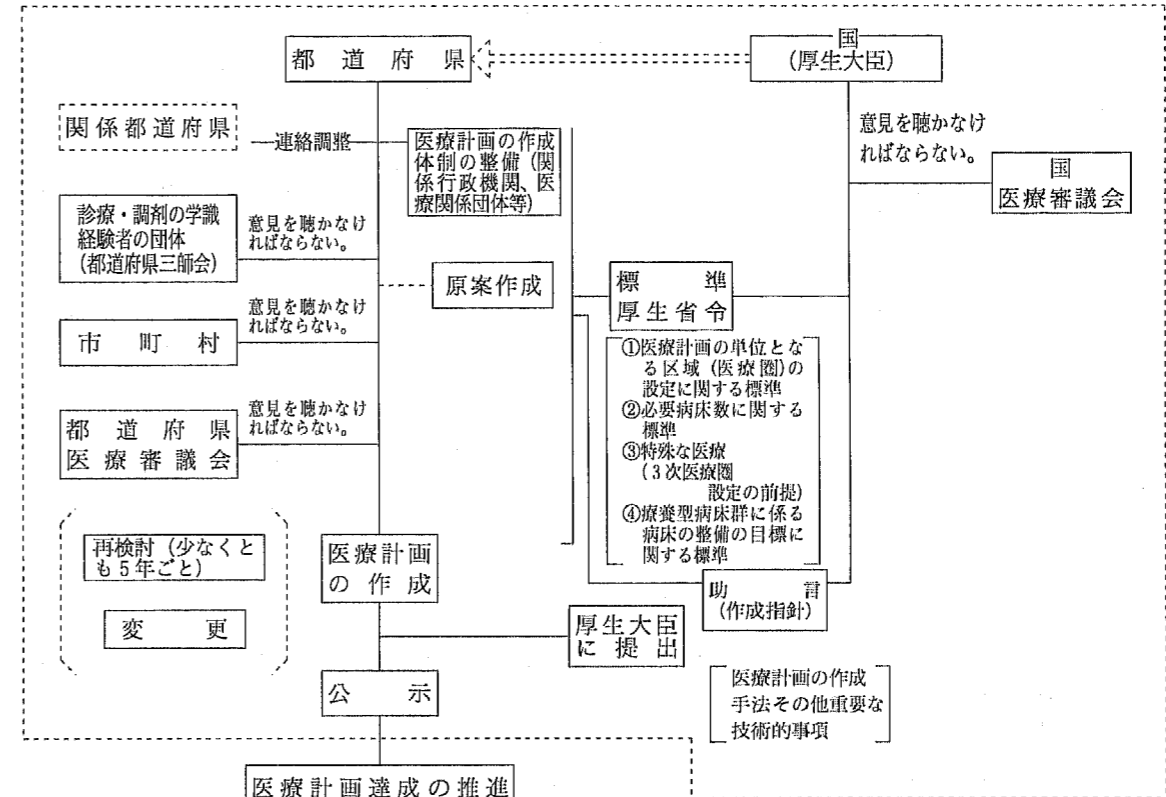 都道府県
国
（厚生大臣）
関係都道府県
連絡調整
医療計画の作成
体制の整備（関
係行政機関、医
療関係団体等）
意見を聴かなけ
ればならない。
国
医療審議会
診療・調剤の学識
経験者の団体
（都道府県三師会）
意見を聴かなけ
ればならない。
原案作成
標準
厚生省令
市町村
意見を聴かなけ
ればならない。
①医療計画の単位とな
る区域（医療圏）の
設定に関する標準
②必要病床数に関する
標準
③特殊な医療
（3次医療圏
設定の前提）
④療養型病床群に係る
病床の整備の目標に
関する標準
都道府県
医療審議会
意見を聴かなけ
ればならない。
再検討（少なくと
も5年ごと）
変更
医療計画
の作成
助言
（作成指針）
厚生大臣
に提出
公示
医療計画の作成
手法その他重要な
技術的事項
医療計画達成の推進